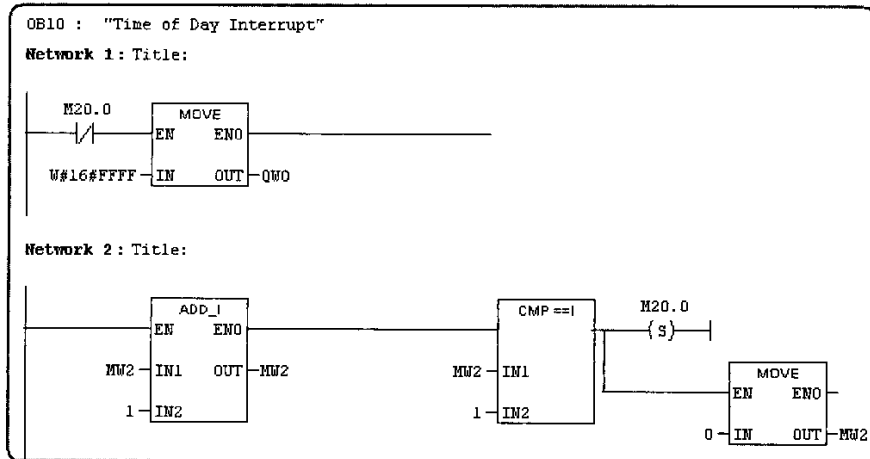 OB10 : "Time of Day Interrupt"
Network 1: Title:
M20.0
MOVE
EN ENO
W#16#FFFF IN OUT QW0
Network 2: Title:
ADD_I
EN ENO
MW2 IN1 OUT MW2
1 IN2
CMP ==I
MW2 IN1
1 IN2
M20.0
S
MOVE
EN ENO
0 IN OUT MW2